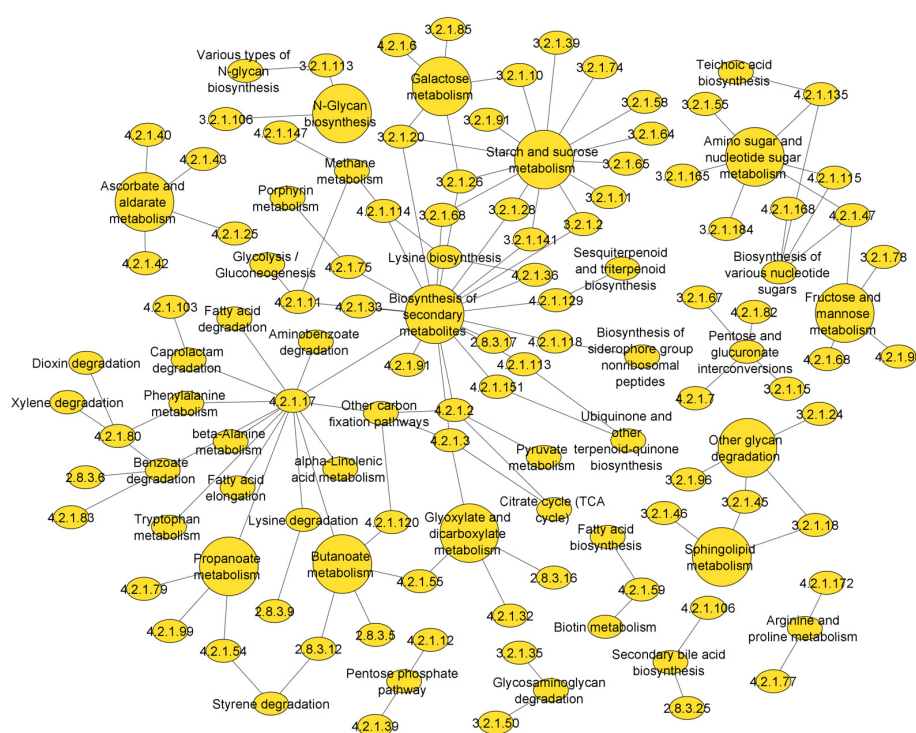 3.2.1.85
4.2.1.6
3.2.1.39
Various types of
N-glycan
biosynthesis
3.2.1.113
Galactose
metabolism
3.2.1.10
3.2.1.74
Teichoic acid
biosynthesis
4.2.1.135
3.2.1.55
3.2.1.58
N-Glycan
biosynthesis
3.2.1.106
4.2.1.147
3.2.1.91
3.2.1.20
3.2.1.64
4.2.1.40
Amino sugar and
nucleotide sugar
metabolism
Starch and sucrose
metabolism
4.2.1.43
Methane
metabolism
3.2.1.65
3.2.1.165
4.2.1.115
3.2.1.26
Ascorbate and
aldarate
metabolism
Porphyrin
metabolism
3.2.1.11
4.2.1.114
3.2.1.68
3.2.1.28
3.2.1.2
4.2.1.168
4.2.1.47
4.2.1.25
3.2.1.184
3.2.1.141
3.2.1.78
4.2.1.42
Glycolysis /
Gluconeogenesis
4.2.1.75
Lysine biosynthesis
4.2.1.36
Sesquiterpenoid and triterpenoid
biosynthesis
Biosynthesis of
various nucleotide
sugars
4.2.1.103
Fatty acid
degradation
4.2.1.11
4.2.1.33
Biosynthesis of
secondary
metabolites
4.2.1.129
3.2.1.67
4.2.1.82
Fructose and
mannose
metabolism
Aminobenzoate
degradation
2.8.3.17
4.2.1.118
Biosynthesis of
siderophore group
nonribosomal
peptides
Pentose and
glucuronate
interconversions
4.2.1.68
Dioxin degradation
Caprolactam
degradation
4.2.1.91
4.2.1.113
4.2.1.151
3.2.1.15
4.2.1.7
Xylene degradation
Phenylalanine
metabolism
4.2.1.17
Other carbon
fixation pathways
4.2.1.2
Ubiquinone and
other
terpenoid-quinone
biosynthesis
3.2.1.24
4.2.1.80
beta-Alanine
metabolism
4.2.1.3
Other glycan
degradation
2.8.3.6
Benzoate
degradation
alpha-Linolenic
acid metabolism
Pyruvate
metabolism
3.2.1.96
Fatty acid
elongation
3.2.1.45
4.2.1.83
Tryptophan
metabolism
Lysine degradation
4.2.1.120
Glyoxylate and
dicarboxylate
metabolism
Citrate cycle (TCA
cycle)
3.2.1.46
3.2.1.18
Fatty acid
biosynthesis
Propanoate
metabolism
Butanoate
metabolism
Sphingolipid
metabolism
4.2.1.79
4.2.1.55
2.8.3.16
4.2.1.59
4.2.1.172
2.8.3.9
4.2.1.32
4.2.1.106
4.2.1.99
2.8.3.5
4.2.1.12
Biotin metabolism
Arginine and
proline metabolism
4.2.1.54
2.8.3.12
3.2.1.35
Secondary bile acid
biosynthesis
Pentose phosphate
pathway
Glycosaminoglycan
degradation
4.2.1.77
Styrene degradation
2.8.3.25
4.2.1.39
3.2.1.50